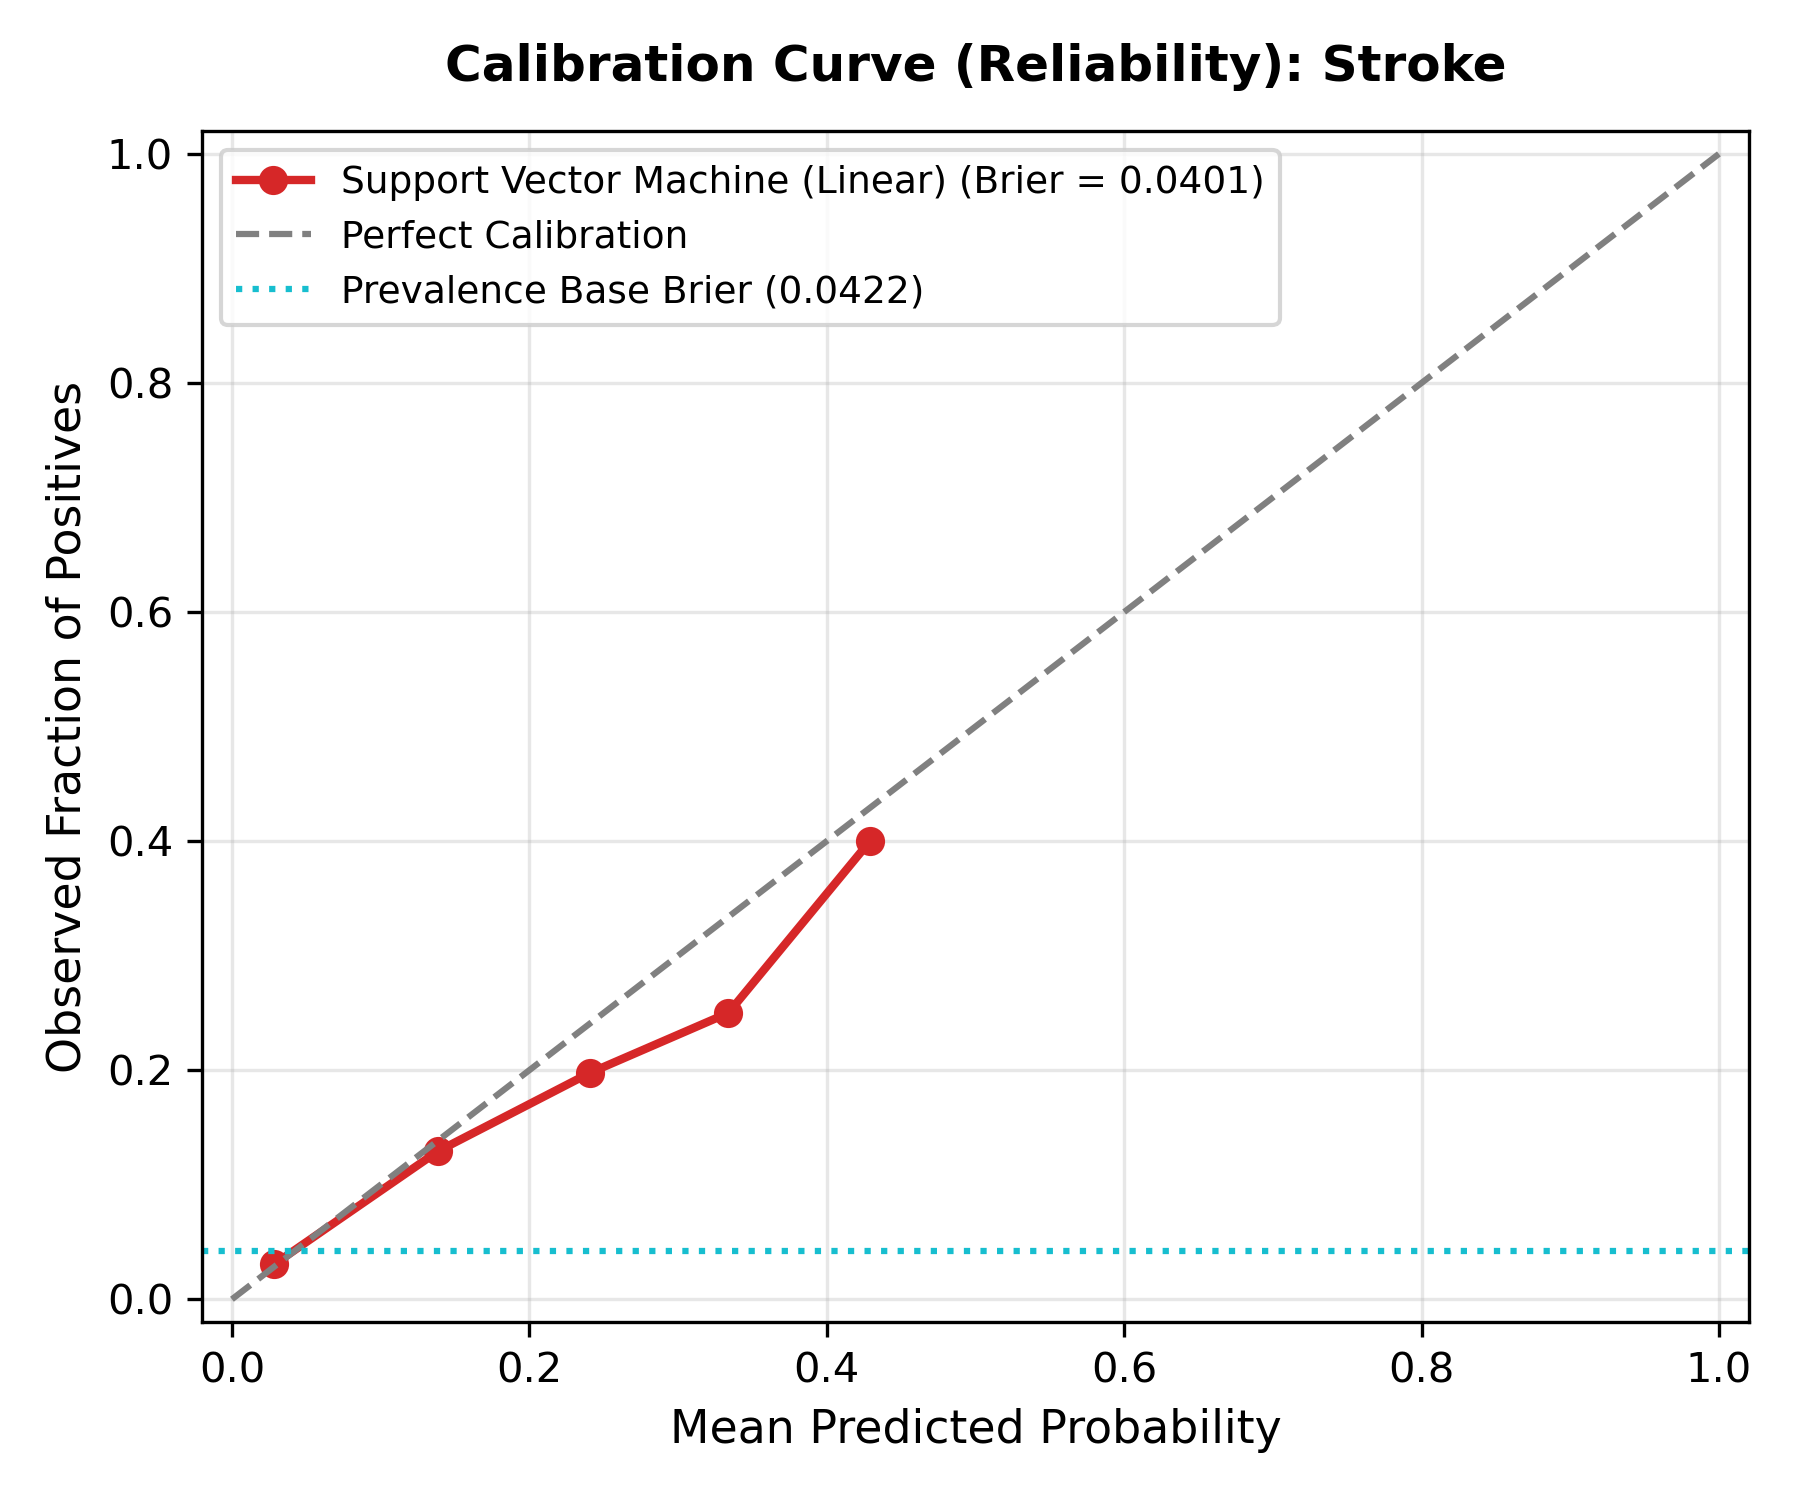 Calibration Curve (Reliability): Stroke
Support Vector Machine (Linear) (Brier = 0.0401)
Perfect Calibration
Prevalence Base Brier (0.0422)
Observed Fraction of Positives
1.0
0.8
0.6
0.4
0.2
0.0
0.0 0.2 0.4 0.6 0.8 1.0
Mean Predicted Probability